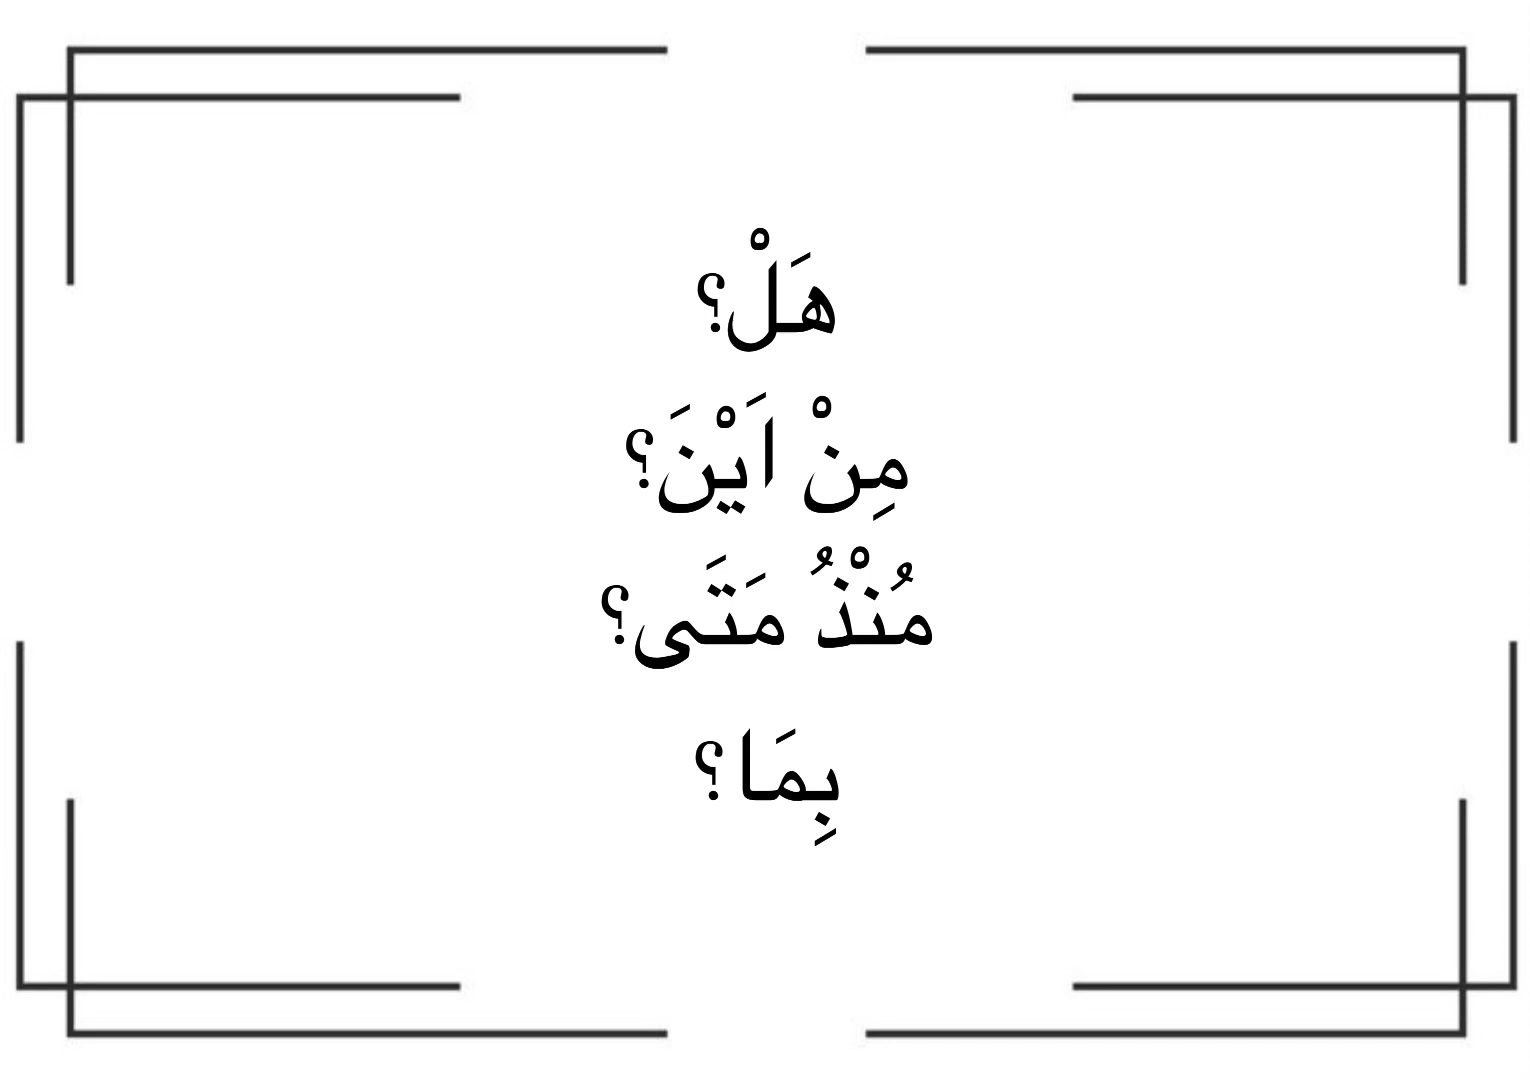 هَلْ؟
مِنْ اَيْنَ؟
مُنْذُ مَتَى؟
بِمَا؟